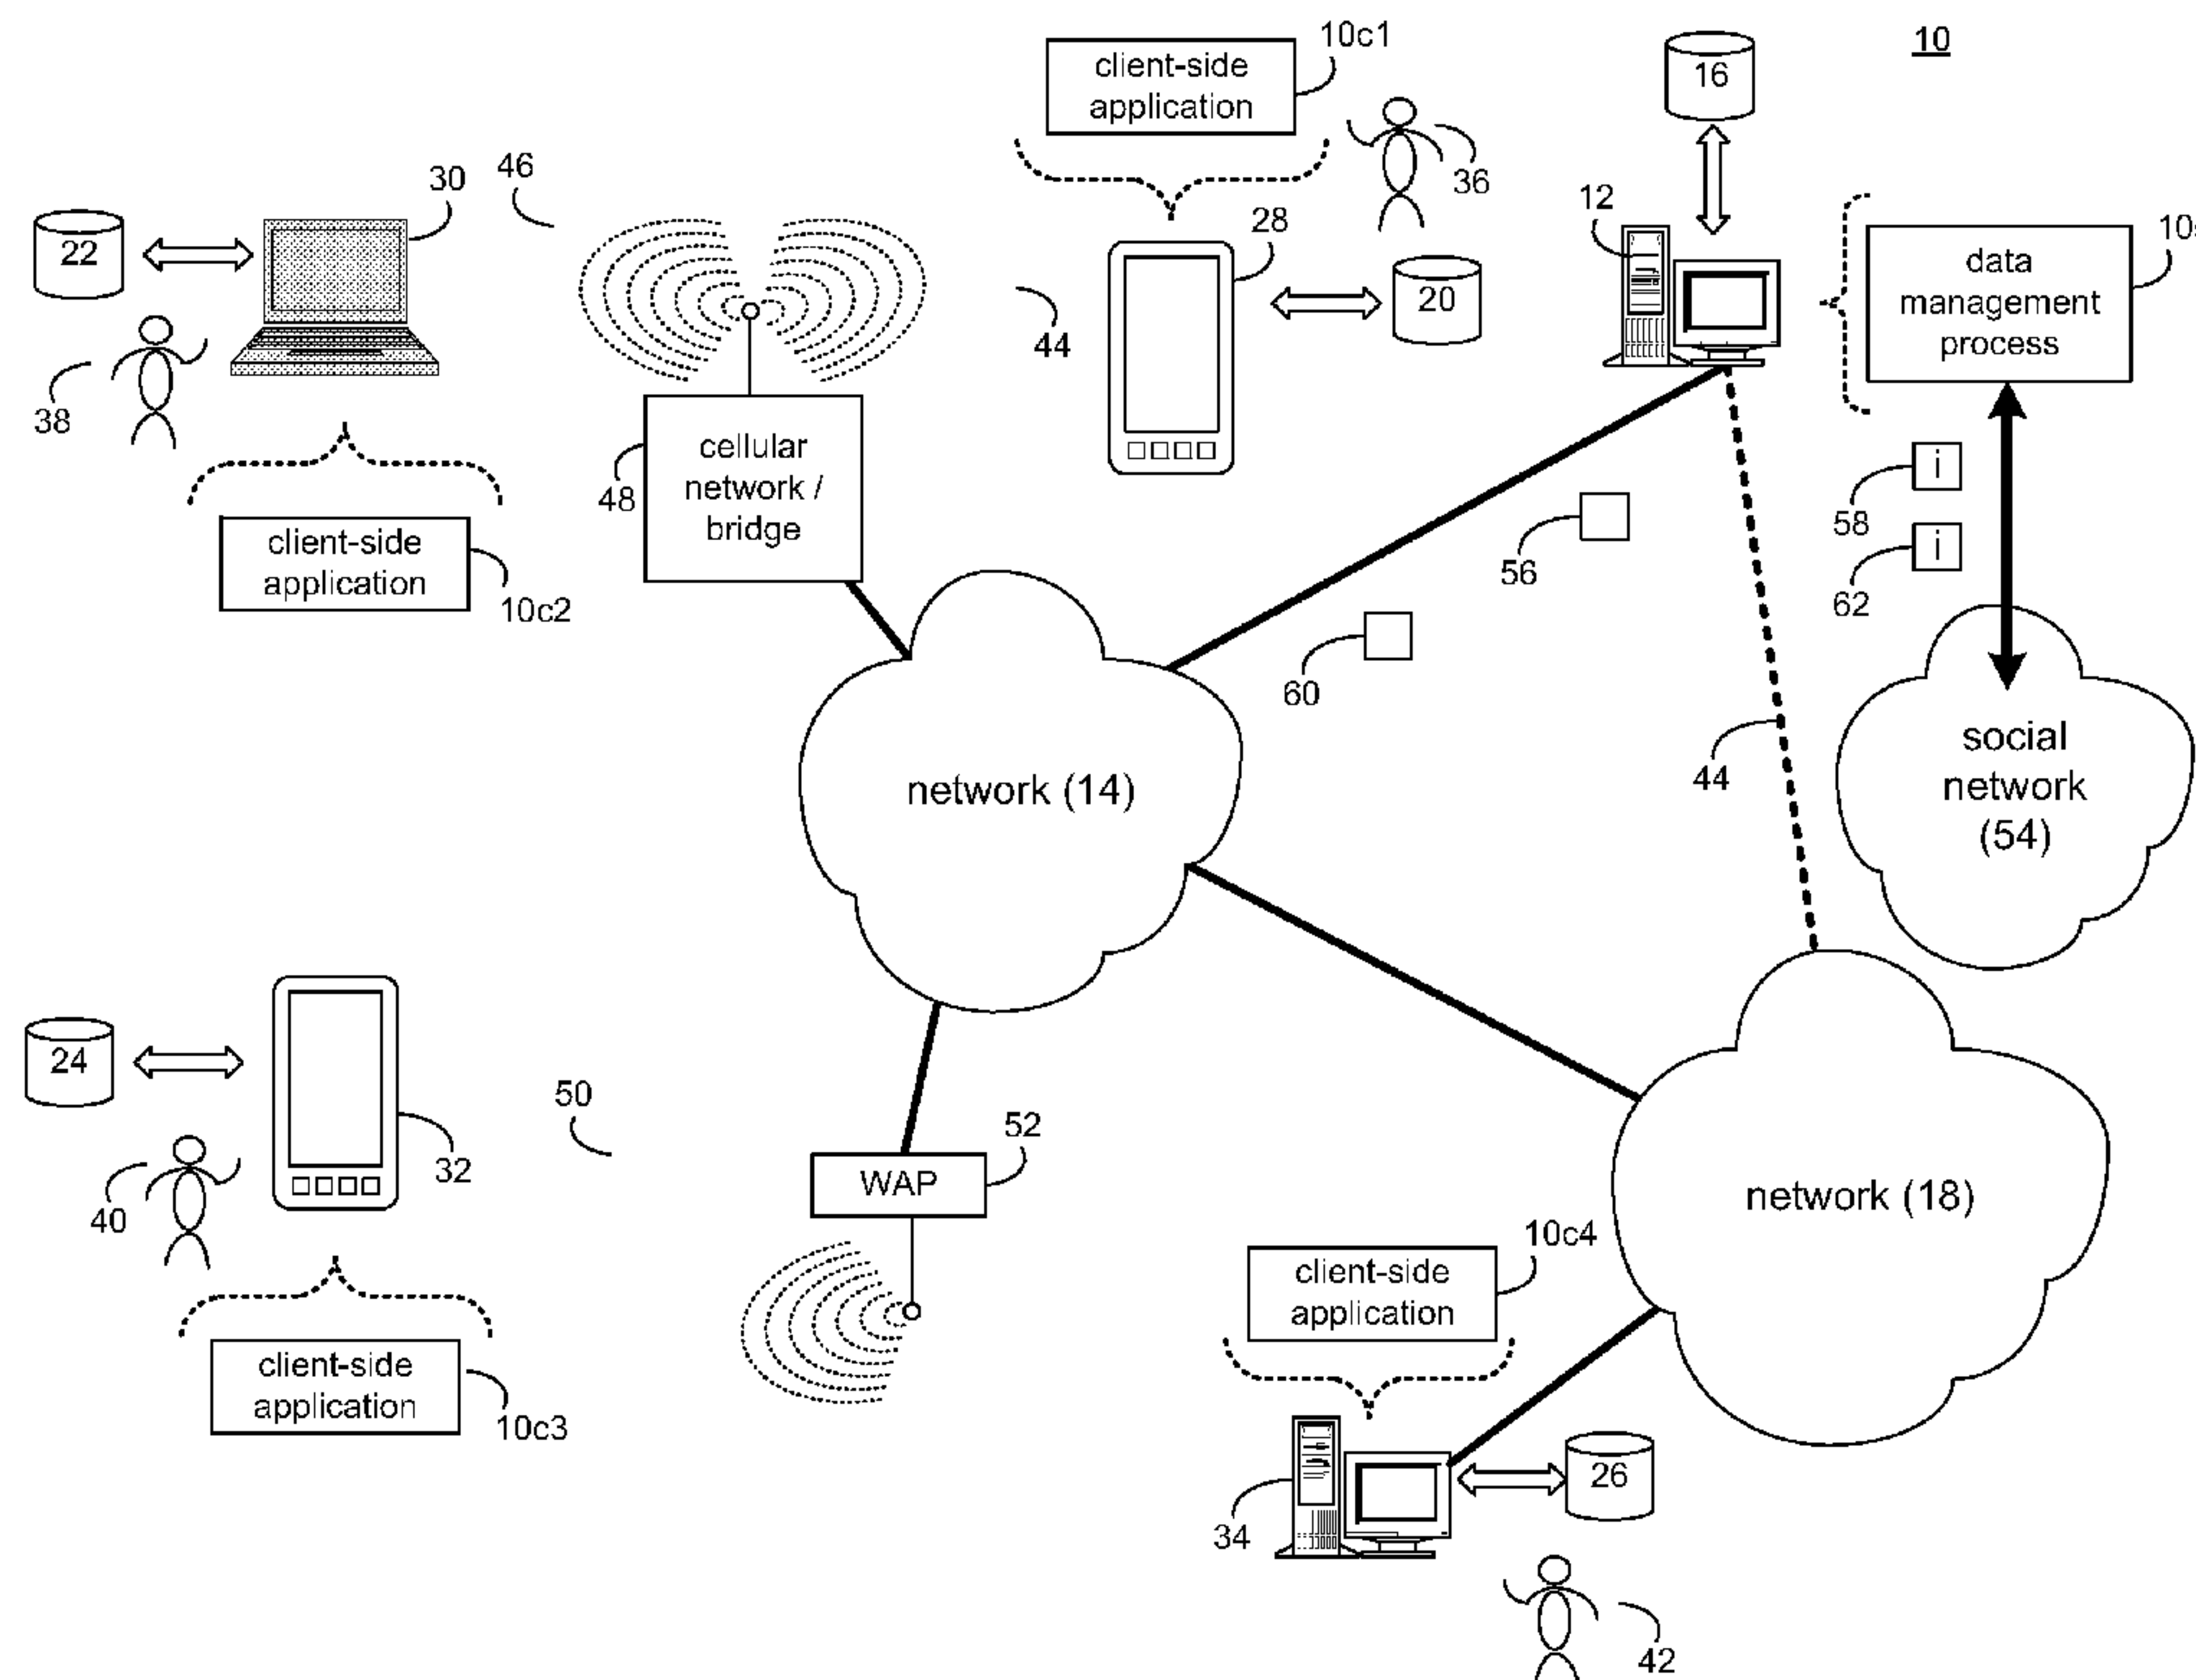 10
10c1
client-side
application
36
16
12
10s
data
management
process
46
30
22
38
28
44
20
cellular
network /
bridge
48
58
i
62
i
56
60
client-side
application
10c2
network (14)
44
social
network
(54)
24
32
40
50
52
WAP
network (18)
client-side
application
10c3
10c4
client-side
application
34
26
42